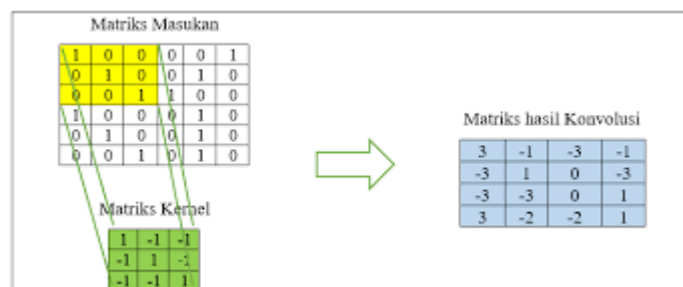 Matriks Masukan
1 0 0 0 0 1
0 1 0 0 1 0
0 0 1 1 0 0
1 0 0 0 1 0
0 1 0 0 1 0
0 0 1 0 1 0
Matriks Kernel
1 -1 -1
-1 1 -1
-1 -1 1
Matriks hasil Konvolusi
3 -1 -3 -1
-3 1 0 -3
-3 -3 0 1
3 -2 -2 1